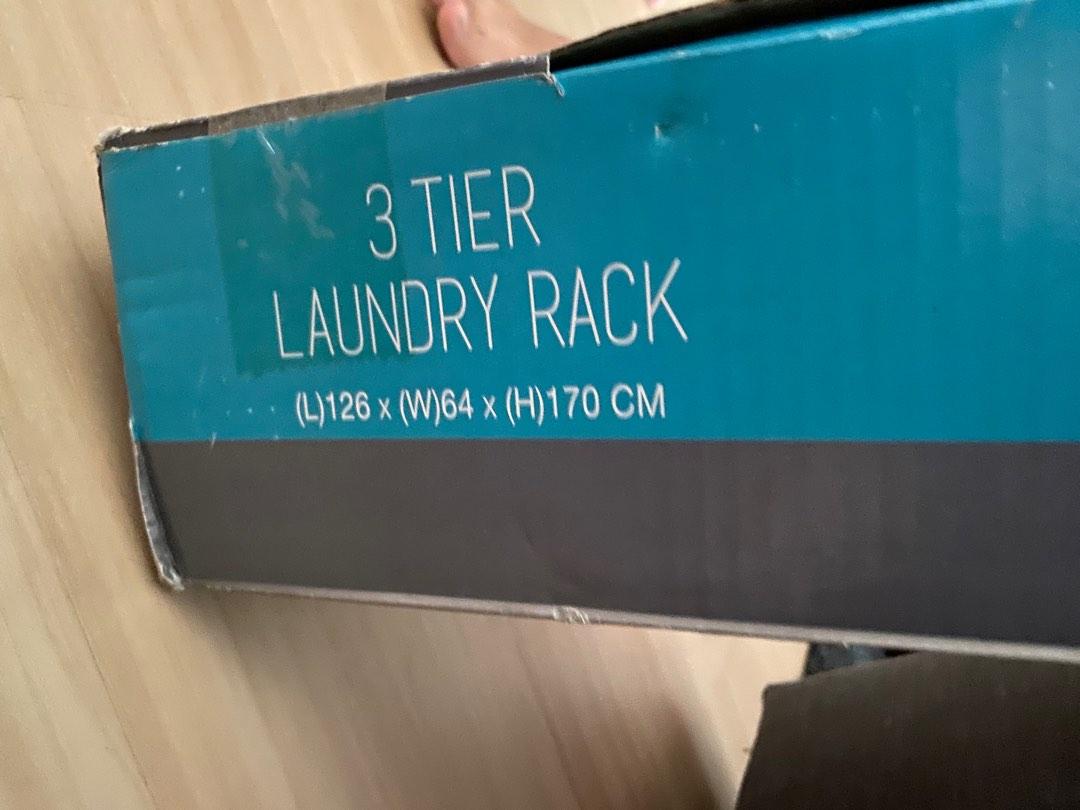 3 TIER
LAUNDRY RACK
(L)126 x (W)64 x (H)170 CM